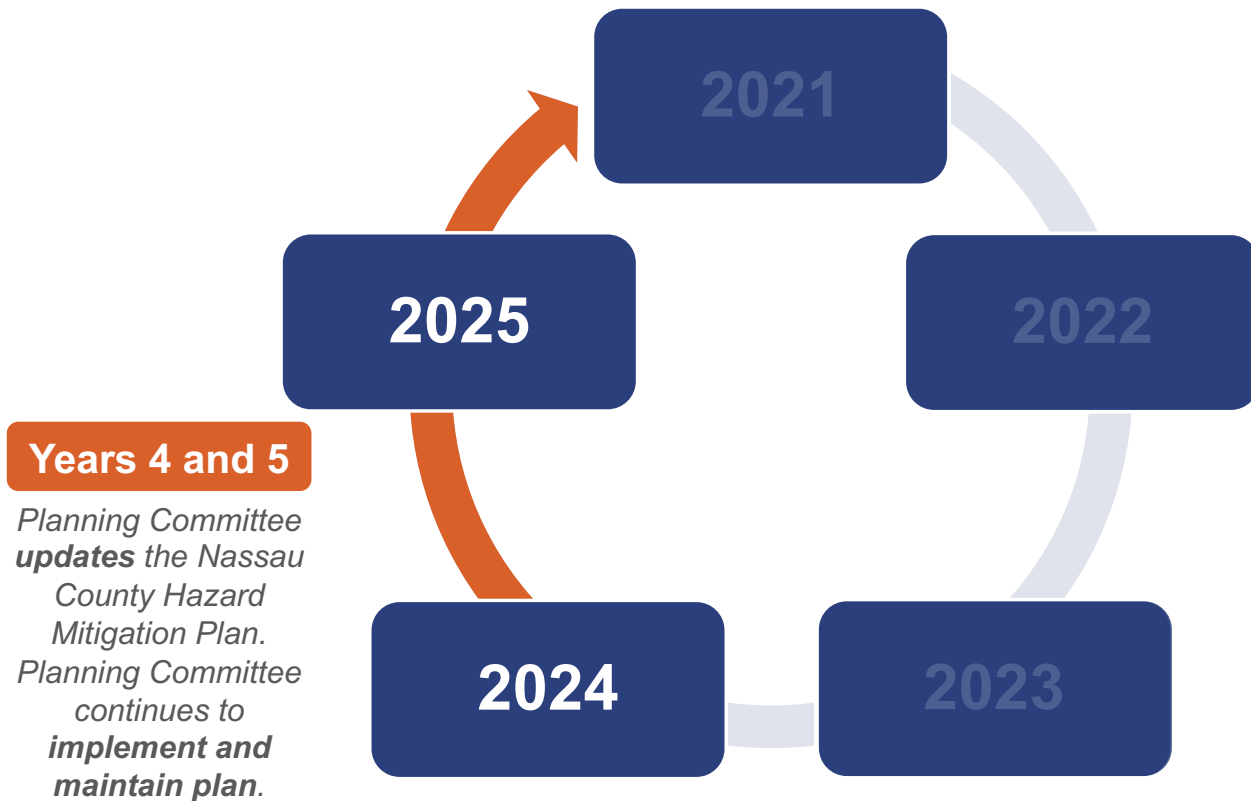 2021
2025
2022
Years 4 and 5
Planning Committee
updates the Nassau
County Hazard
Mitigation Plan.
Planning Committee
continues to
implement and
maintain plan.
2024
2023